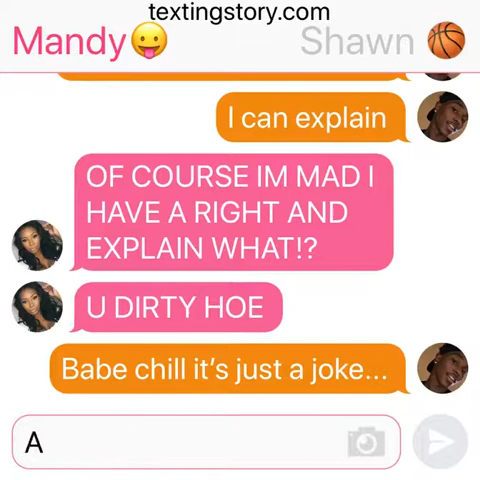 textingstory.com
Mandy😛 Shawn 🏀
I can explain
OF COURSE IM MAD I
HAVE A RIGHT AND
EXPLAIN WHAT!?
U DIRTY HOE
Babe chill it's just a joke...
A